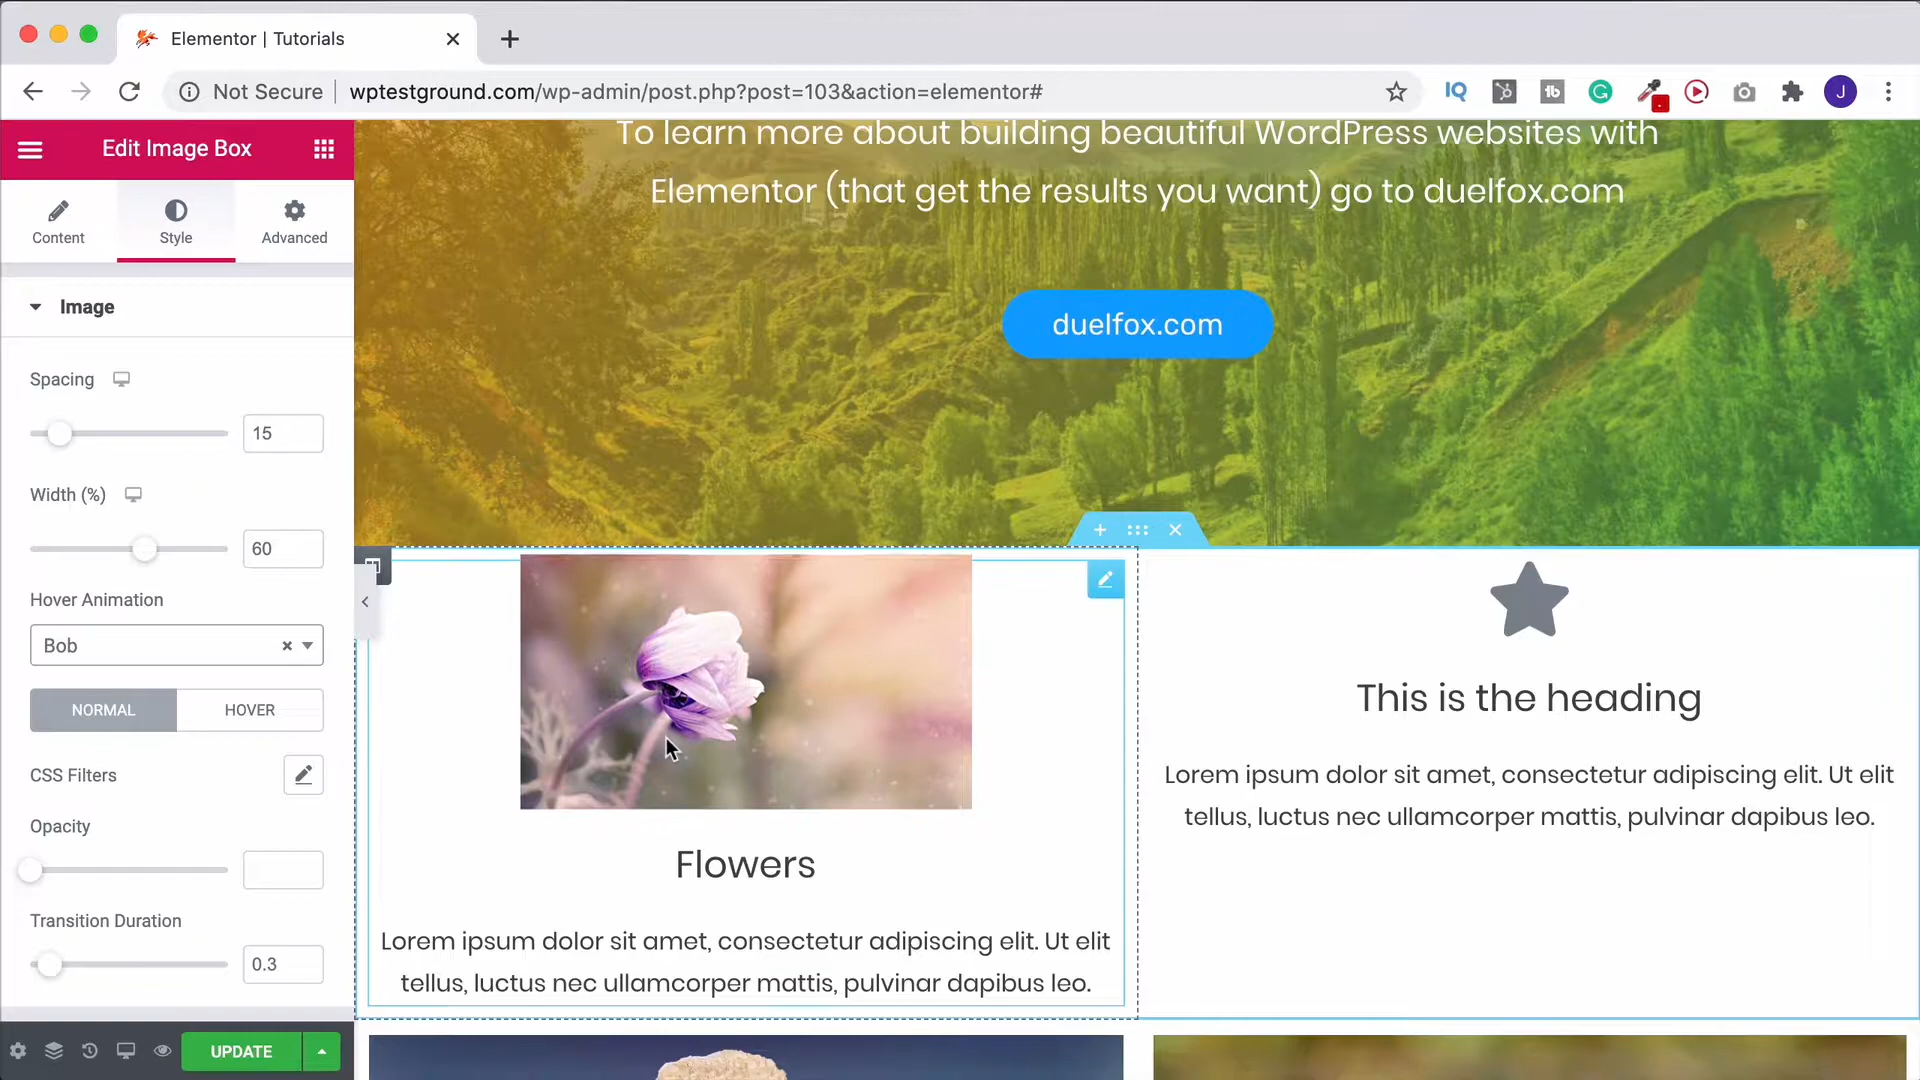 Elementor | Tutorials
Not Secure
wptestground.com/wp-admin/post.php?post=103&action=elementor#
IQ
tb
J
Edit Image Box
Content
Style
Advanced
Image
Spacing
15
Width (%)
60
Hover Animation
Bob
NORMAL
HOVER
CSS Filters
Opacity
Transition Duration
0.3
UPDATE
To learn more about building beautiful WordPress websites with
Elementor (that get the results you want) go to duelfox.com
duelfox.com
Flowers
Lorem ipsum dolor sit amet, consectetur adipiscing elit. Ut elit
tellus, luctus nec ullamcorper mattis, pulvinar dapibus leo.
This is the heading
Lorem ipsum dolor sit amet, consectetur adipiscing elit. Ut elit
tellus, luctus nec ullamcorper mattis, pulvinar dapibus leo.